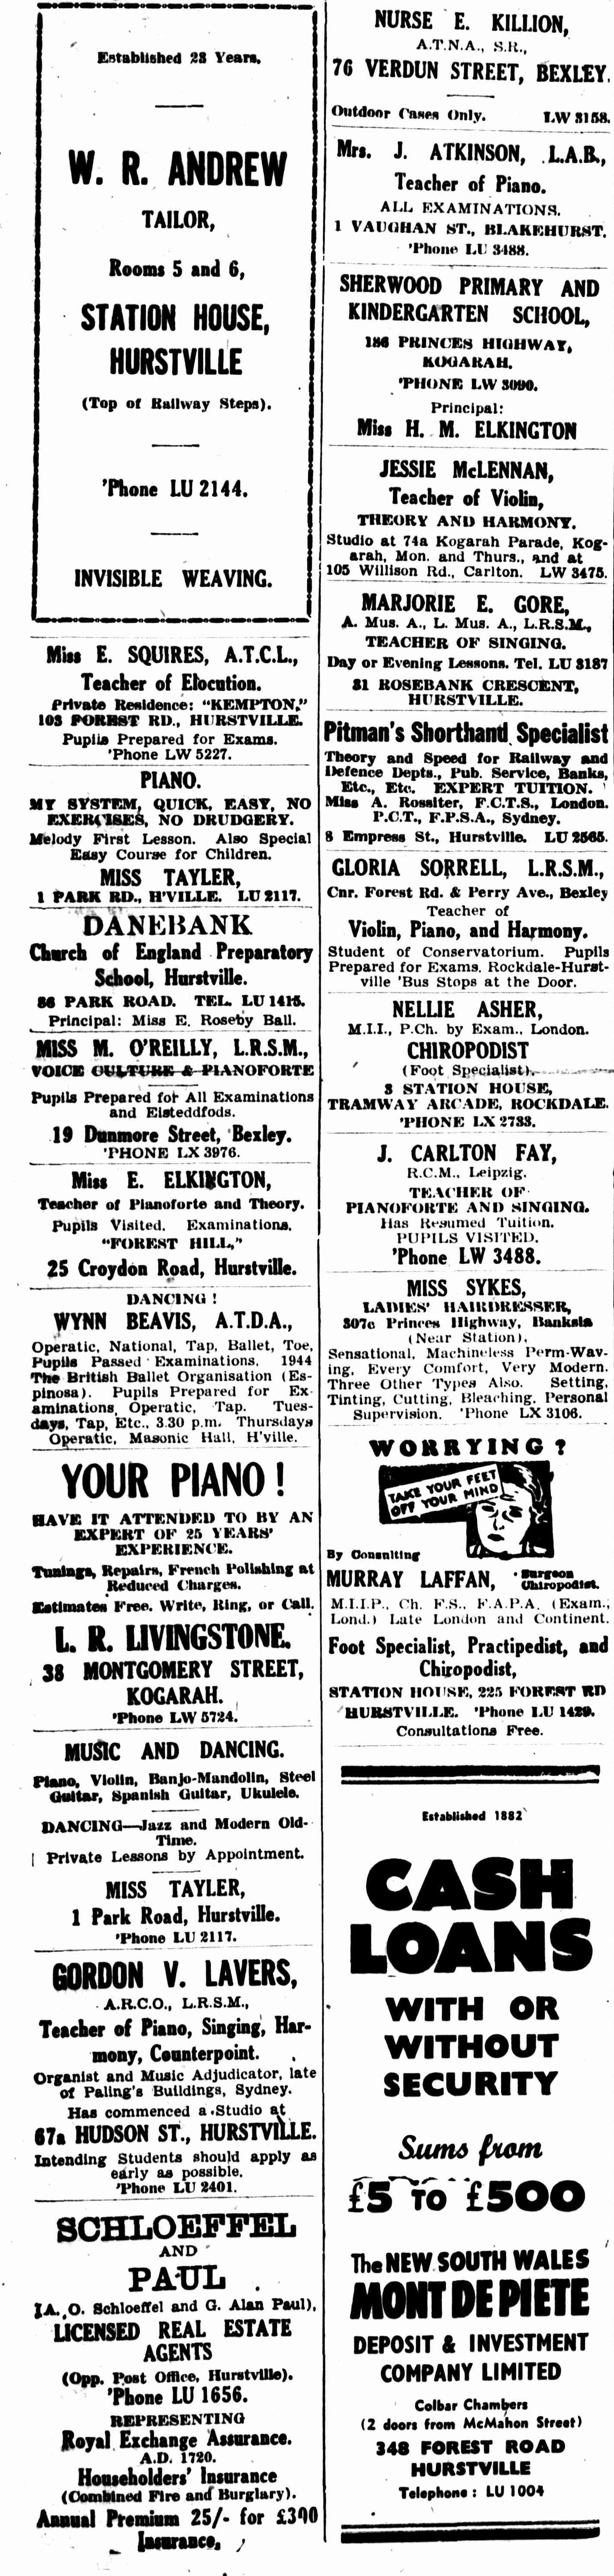 Established 28 Years.
W. R. ANDREW
TAILOR,
Rooms 5 and 6,
STATION HOUSE,
HURSTVILLE
(Top of Railway Steps).
'Phone LU 2144.
INVISIBLE WEAVING.
Miss E. SQUIRES, A.T.C.L.,
Teacher of Elocution.
Private Residence: "KEMPTON,"
103 FOREST RD., HURSTVILLE.
Pupils Prepared for Exams.
'Phone LW 5227.
PIANO.
MY SYSTEM, QUICK, EASY, NO
EXERCISES, NO DRUDGERY.
Melody First Lesson. Also Special
Easy Course for Children.
MISS TAYLER,
1 PARK RD., H'VILLE. LU 2117.
DANEBANK
Church of England Preparatory
School, Hurstville.
86 PARK ROAD. TEL. LU 1415.
Principal: Miss E. Roseby Ball.
MISS M. O'REILLY, L.R.S.M.,
VOICE CULTURE & PIANOFORTE
Pupils Prepared for All Examinations
and Eisteddfods.
19 Dunmore Street, Bexley.
'PHONE LX 3976.
Miss E. ELKINGTON,
Teacher of Pianoforte and Theory.
Pupils Visited. Examinations.
"FOREST HILL,"
25 Croydon Road, Hurstville.
DANCING!
WYNN BEAVIS, A.T.D.A.,
Operatic, National, Tap, Ballet, Toe,
Pupils Passed Examinations. 1944
The British Ballet Organisation (Es-
pinosa). Pupils Prepared for Ex-
aminations, Operatic, Tap. Tues-
days, Tap, Etc., 3.30 p.m. Thursdays
Operatic, Masonic Hall, H'ville.
YOUR PIANO!
HAVE IT ATTENDED TO BY AN
EXPERT OF 25 YEARS'
EXPERIENCE.
Tunings, Repairs, French Polishing at
Reduced Charges.
Estimates Free. Write, Ring, or Call.
L. R. LIVINGSTONE.
38 MONTGOMERY STREET,
KOGARAH.
'Phone LW 5724.
MUSIC AND DANCING.
Piano, Violin, Banjo-Mandolin, Steel
Guitar, Spanish Guitar, Ukulele.
DANCING—Jazz and Modern Old-
Time.
Private Lessons by Appointment.
MISS TAYLER,
1 Park Road, Hurstville.
'Phone LU 2117.
GORDON V. LAVERS,
A.R.C.O., L.R.S.M.,
Teacher of Piano, Singing, Har-
mony, Counterpoint.
Organist and Music Adjudicator, late
of Paling's Buildings, Sydney.
Has commenced a Studio at
67a HUDSON ST., HURSTVILLE.
Intending Students should apply as
early as possible.
'Phone LU 2401.
SCHLOEFFEL
AND
PAUL
(A. O. Schloeffel and G. Alan Paul),
LICENSED REAL ESTATE
AGENTS
(Opp. Post Office, Hurstville).
'Phone LU 1656.
REPRESENTING
Royal Exchange Assurance.
A.D. 1720.
Householders' Insurance
(Combined Fire and Burglary).
Annual Premium 25/- for £300
Insurance,
NURSE E. KILLION,
A.T.N.A., S.R.,
76 VERDUN STREET, BEXLEY.
Outdoor Cases Only. LW 3158.
Mrs. J. ATKINSON, L.A.B.,
Teacher of Piano.
ALL EXAMINATIONS.
1 VAUGHAN ST., BLAKEHURST.
'Phone LU 3488.
SHERWOOD PRIMARY AND
KINDERGARTEN SCHOOL,
186 PRINCES HIGHWAY,
KOGARAH.
'PHONE LW 3090.
Principal:
Miss H. M. ELKINGTON
JESSIE McLENNAN,
Teacher of Violin,
THEORY AND HARMONY.
Studio at 74a Kogarah Parade, Kog-
arah, Mon. and Thurs., and at
105 Willison Rd., Carlton. LW 3475.
MARJORIE E. GORE,
A. Mus. A., L. Mus. A., L.R.S.M.,
TEACHER OF SINGING.
Day or Evening Lessons. Tel. LU 3187
31 ROSEBANK CRESCENT,
HURSTVILLE.
Pitman's Shorthand Specialist
Theory and Speed for Railway and
Defence Depts., Pub. Service, Banks,
Etc., Etc. EXPERT TUITION.
Miss A. Rossiter, F.C.T.S., London.
P.C.T., F.P.S.A., Sydney.
8 Empress St., Hurstville. LU 2565.
GLORIA SORRELL, L.R.S.M.,
Cnr. Forest Rd. & Perry Ave., Bexley
Teacher of
Violin, Piano, and Harmony.
Student of Conservatorium. Pupils
Prepared for Exams. Rockdale-Hurst-
ville 'Bus Stops at the Door.
NELLIE ASHER,
M.I.I., P.Ch. by Exam., London.
CHIROPODIST
(Foot Specialist).
3 STATION HOUSE,
TRAMWAY ARCADE, ROCKDALE.
'PHONE LX 2733.
J. CARLTON FAY,
R.C.M., Leipzig.
TEACHER OF
PIANOFORTE AND SINGING.
Has Resumed Tuition.
PUPILS VISITED.
'Phone LW 3488.
MISS SYKES,
LADIES' HAIRDRESSER,
307c Princes Highway, Banksia
(Near Station).
Sensational, Machineless Perm-Wav-
ing, Every Comfort, Very Modern.
Three Other Types Also. Setting,
Tinting, Cutting, Bleaching. Personal
Supervision. 'Phone LX 3106.
WORRYING?
TAKE YOUR FEET
OFF YOUR MIND
By Consulting
MURRAY LAFFAN, Surgeon Chiropodist.
M.I.I.P., Ch. F.S., F.A.P.A. (Exam.,
Lond.) Late London and Continent.
Foot Specialist, Practipedist, and
Chiropodist,
STATION HOUSE, 225 FOREST RD
HURSTVILLE. 'Phone LU 1429.
Consultations Free.
Established 1882
CASH
LOANS
WITH OR
WITHOUT
SECURITY
Sums from
£5 TO £500
The NEW SOUTH WALES
MONT DE PIETE
DEPOSIT & INVESTMENT
COMPANY LIMITED
Colbar Chambers
(2 doors from McMahon Street)
348 FOREST ROAD
HURSTVILLE
Telephone: LU 1004